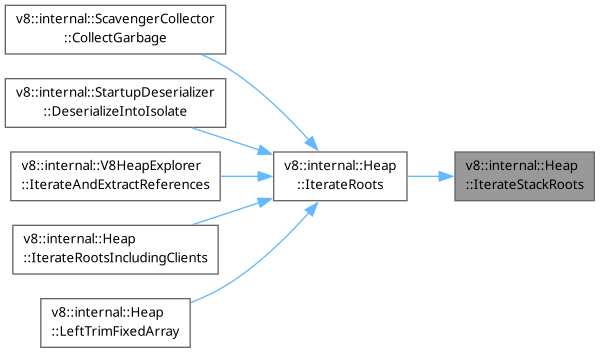 v8::internal::ScavengerCollector
::CollectGarbage
v8::internal::StartupDeserializer
::DeserializeIntoIsolate
v8::internal::V8HeapExplorer
::IterateAndExtractReferences
v8::internal::Heap
::IterateRootsIncludingClients
v8::internal::Heap
::LeftTrimFixedArray
v8::internal::Heap
::IterateRoots
v8::internal::Heap
::IterateStackRoots